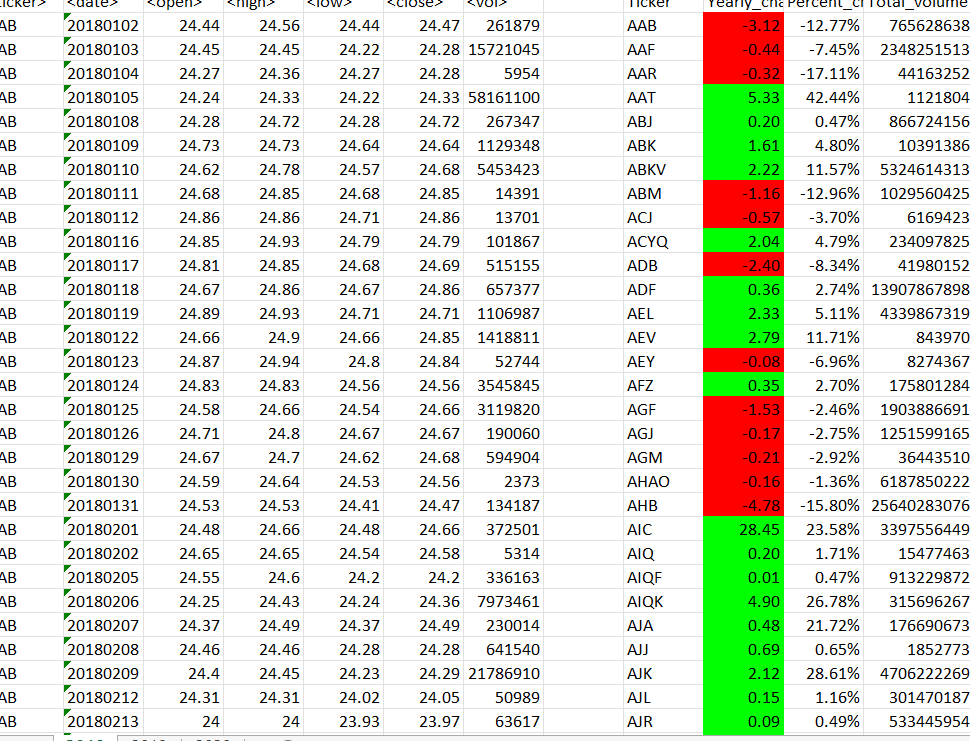 ticker> <date> <open> <high> <low> <close> <vol> Ticker Yearly_cha Percent_ch Total_volume
AB 20180102 24.44 24.56 24.44 24.47 261879 AAB -3.12 -12.77% 765628638
AB 20180103 24.45 24.45 24.22 24.28 15721045 AAF -0.44 -7.45% 2348251513
AB 20180104 24.27 24.36 24.27 24.28 5954 AAR -0.32 -17.11% 44163252
AB 20180105 24.24 24.33 24.22 24.33 58161100 AAT 5.33 42.44% 1121804
AB 20180108 24.28 24.72 24.28 24.72 267347 ABJ 0.20 0.47% 866724156
AB 20180109 24.73 24.73 24.64 24.64 1129348 ABK 1.61 4.80% 10391386
AB 20180110 24.62 24.78 24.57 24.68 5453423 ABKV 2.22 11.57% 5324614313
AB 20180111 24.68 24.85 24.68 24.85 14391 ABM -1.16 -12.96% 1029560425
AB 20180112 24.86 24.86 24.71 24.86 13701 ACJ -0.57 -3.70% 6169423
AB 20180116 24.85 24.93 24.79 24.79 101867 ACYQ 2.04 4.79% 234097825
AB 20180117 24.81 24.85 24.68 24.69 515155 ADB -2.40 -8.34% 41980152
AB 20180118 24.67 24.86 24.67 24.86 657377 ADF 0.36 2.74% 13907867898
AB 20180119 24.89 24.93 24.71 24.71 1106987 AEL 2.33 5.11% 4339867319
AB 20180122 24.66 24.9 24.66 24.85 1418811 AEV 2.79 11.71% 843970
AB 20180123 24.87 24.94 24.8 24.84 52744 AEY -0.08 -6.96% 8274367
AB 20180124 24.83 24.83 24.56 24.56 3545845 AFZ 0.35 2.70% 175801284
AB 20180125 24.58 24.66 24.54 24.66 3119820 AGF -1.53 -2.46% 1903886691
AB 20180126 24.71 24.8 24.67 24.67 190060 AGJ -0.17 -2.75% 1251599165
AB 20180129 24.67 24.7 24.62 24.68 594904 AGM -0.21 -2.92% 36443510
AB 20180130 24.59 24.64 24.53 24.56 2373 AHAO -0.16 -1.36% 6187850222
AB 20180131 24.53 24.53 24.41 24.47 134187 AHB -4.78 -15.80% 25640283076
AB 20180201 24.48 24.66 24.48 24.66 372501 AIC 28.45 23.58% 3397556449
AB 20180202 24.65 24.65 24.54 24.58 5314 AIQ 0.20 1.71% 15477463
AB 20180205 24.55 24.6 24.2 24.2 336163 AIQF 0.01 0.47% 913229872
AB 20180206 24.25 24.43 24.24 24.36 7973461 AIQK 4.90 26.78% 315696267
AB 20180207 24.37 24.49 24.37 24.49 230014 AJA 0.48 21.72% 176690673
AB 20180208 24.46 24.46 24.28 24.28 641540 AJJ 0.69 0.65% 1852773
AB 20180209 24.4 24.45 24.23 24.29 21786910 AJK 2.12 28.61% 4706222269
AB 20180212 24.31 24.31 24.02 24.05 50989 AJL 0.15 1.16% 301470187
AB 20180213 24 24 23.93 23.97 63617 AJR 0.09 0.49% 533445954